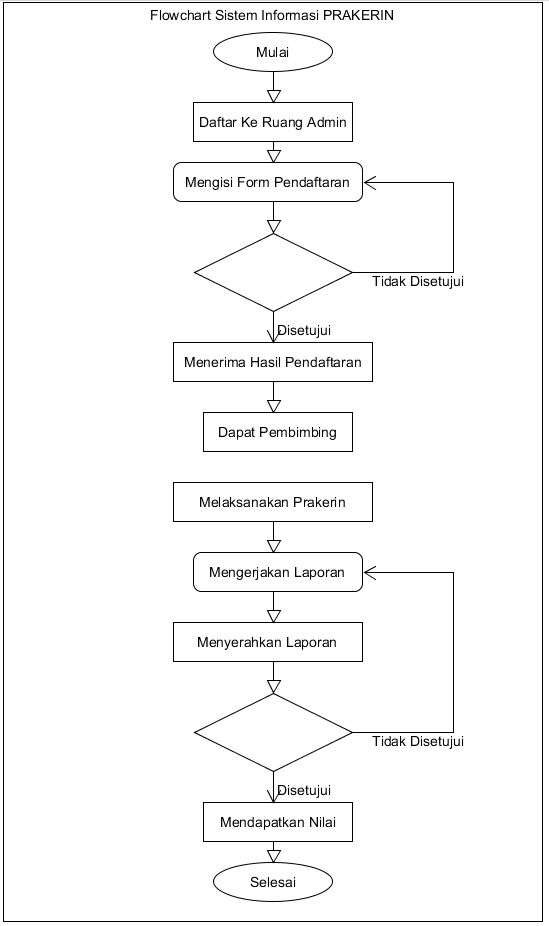 Flowchart Sistem Informasi PRAKERIN
Mulai
Daftar Ke Ruang Admin
Mengisi Form Pendaftaran
Tidak Disetujui
Disetujui
Menerima Hasil Pendaftaran
Dapat Pembimbing
Melaksanakan Prakerin
Mengerjakan Laporan
Menyerahkan Laporan
Tidak Disetujui
Disetujui
Mendapatkan Nilai
Selesai